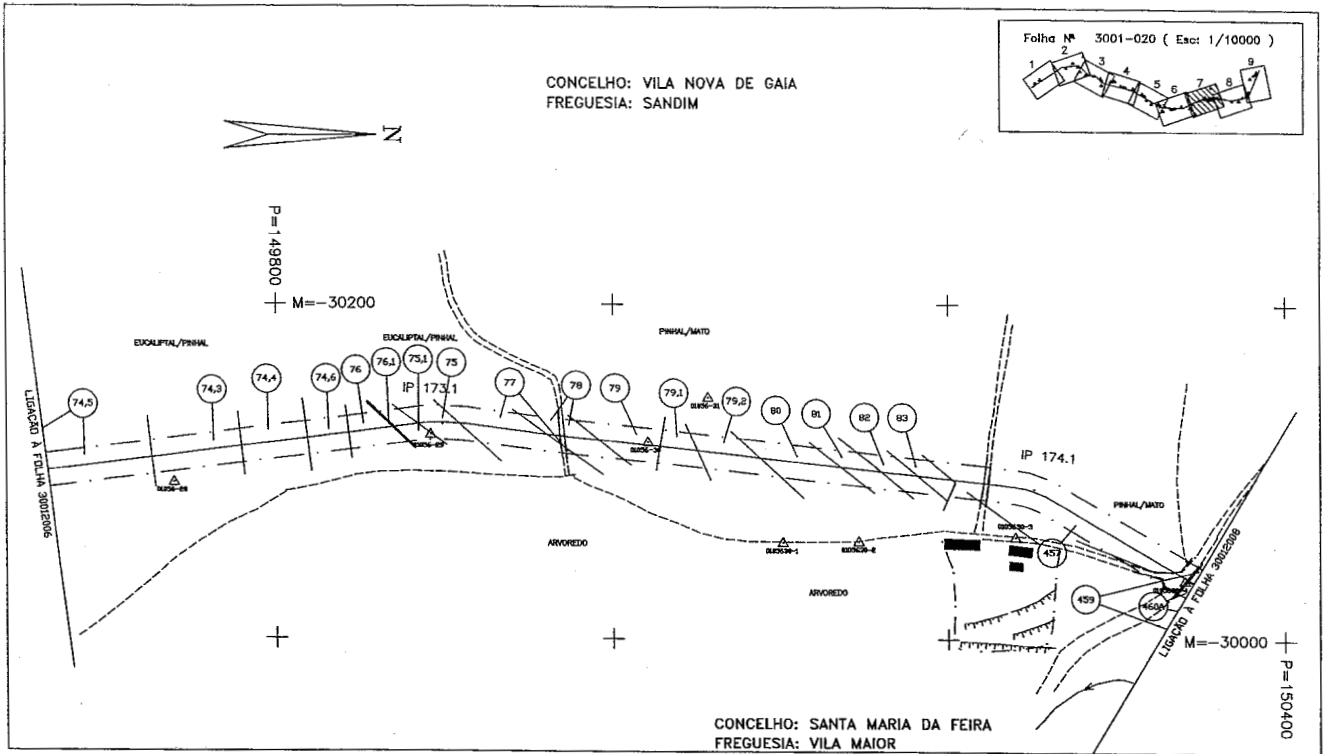 Folha Nª 3001-020 ( Esc: 1/10000 )
1
2
3
4
5
6
7
8
9
CONCELHO: VILA NOVA DE GAIA
FREGUESIA: SANDIM
N
P=149800
M=-30200
EUCALIPTAL/PINHAL
EUCALIPTAL/PINHAL
PINHAL/MATO
LIGAÇÃO À FOLHA 30012006
74,5
74,3
74,4
74,6
76
76,1
75,1
75
IP 173.1
77
78
79
79,1
79,2
80
81
82
83
IP 174.1
PINHAL/MATO
01036-31
ARVOREDO
ARVOREDO
457
459
460A
LIGAÇÃO À FOLHA 30012008
M=-30000
P=150400
CONCELHO: SANTA MARIA DA FEIRA
FREGUESIA: VILA MAIOR